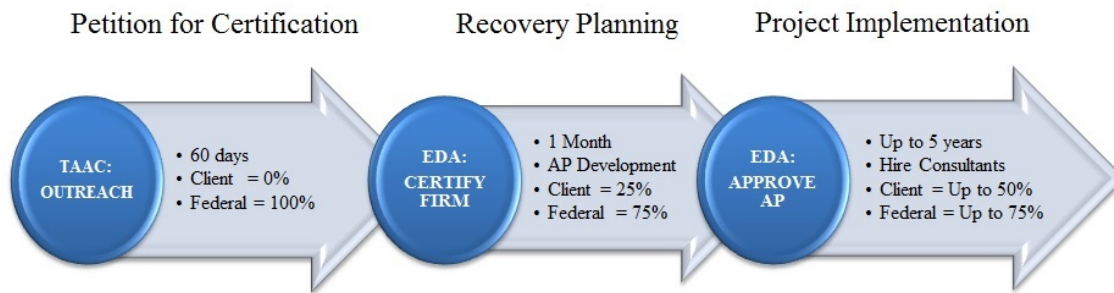 Petition for Certification
Recovery Planning
Project Implementation
TAAC:
OUTREACH
• 60 days
• Client = 0%
• Federal = 100%
EDA:
CERTIFY
FIRM
• 1 Month
• AP Development
• Client = 25%
• Federal = 75%
EDA:
APPROVE
AP
• Up to 5 years
• Hire Consultants
• Client = Up to 50%
• Federal = Up to 75%